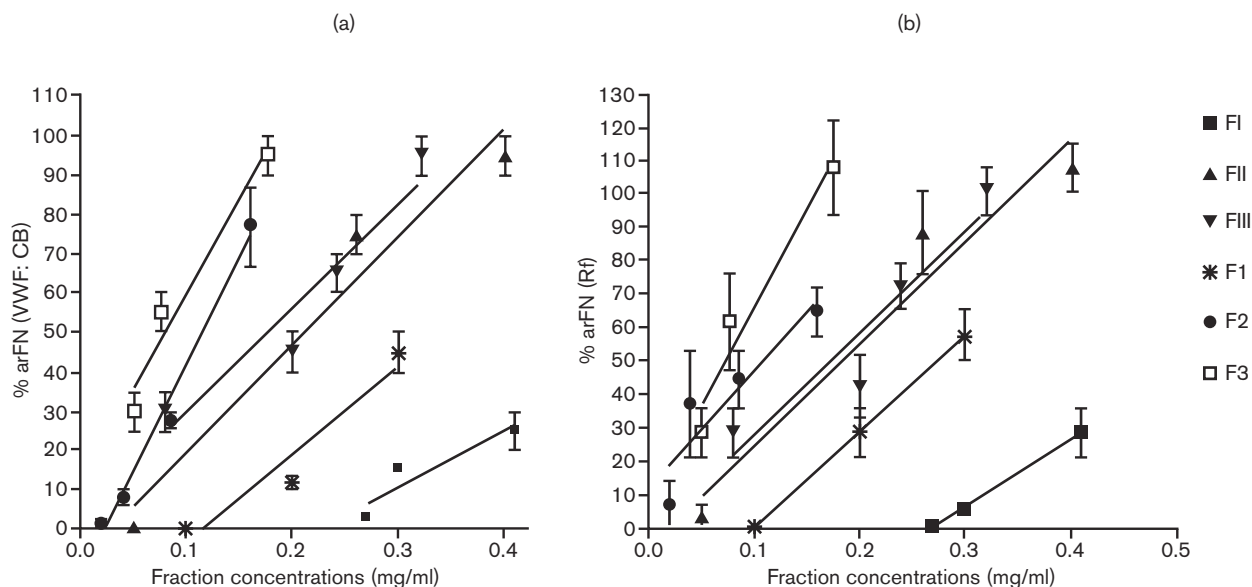 (a)
% arFN (VWF: CB)
110
100
90
80
70
60
50
40
30
20
10
0
0.0 0.1 0.2 0.3 0.4
Fraction concentrations (mg/ml)
(b)
% arFN (Rf)
130
120
110
100
90
80
70
60
50
40
30
20
10
0
0.0 0.1 0.2 0.3 0.4 0.5
Fraction concentrations (mg/ml)
FI
FII
FIII
F1
F2
F3